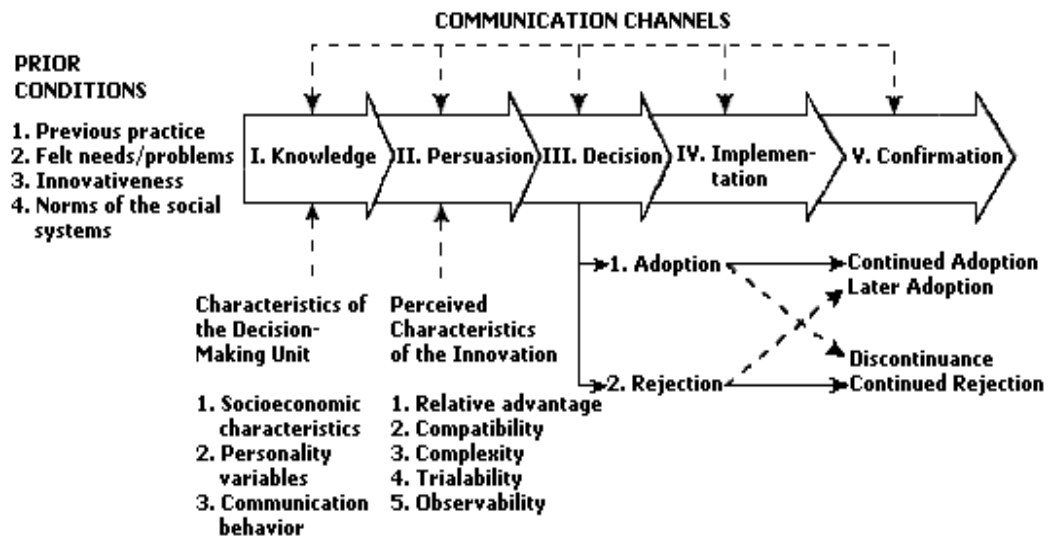 COMMUNICATION CHANNELS
PRIOR
CONDITIONS
1. Previous practice
2. Felt needs/problems
3. Innovativeness
4. Norms of the social
systems
I. Knowledge
II. Persuasion
III. Decision
IV. Implemen-
tation
V. Confirmation
1. Adoption
Continued Adoption
Later Adoption
Discontinuance
2. Rejection
Continued Rejection
Characteristics of
the Decision-
Making Unit
1. Socioeconomic
characteristics
2. Personality
variables
3. Communication
behavior
Perceived
Characteristics
of the Innovation
1. Relative advantage
2. Compatibility
3. Complexity
4. Trialability
5. Observability